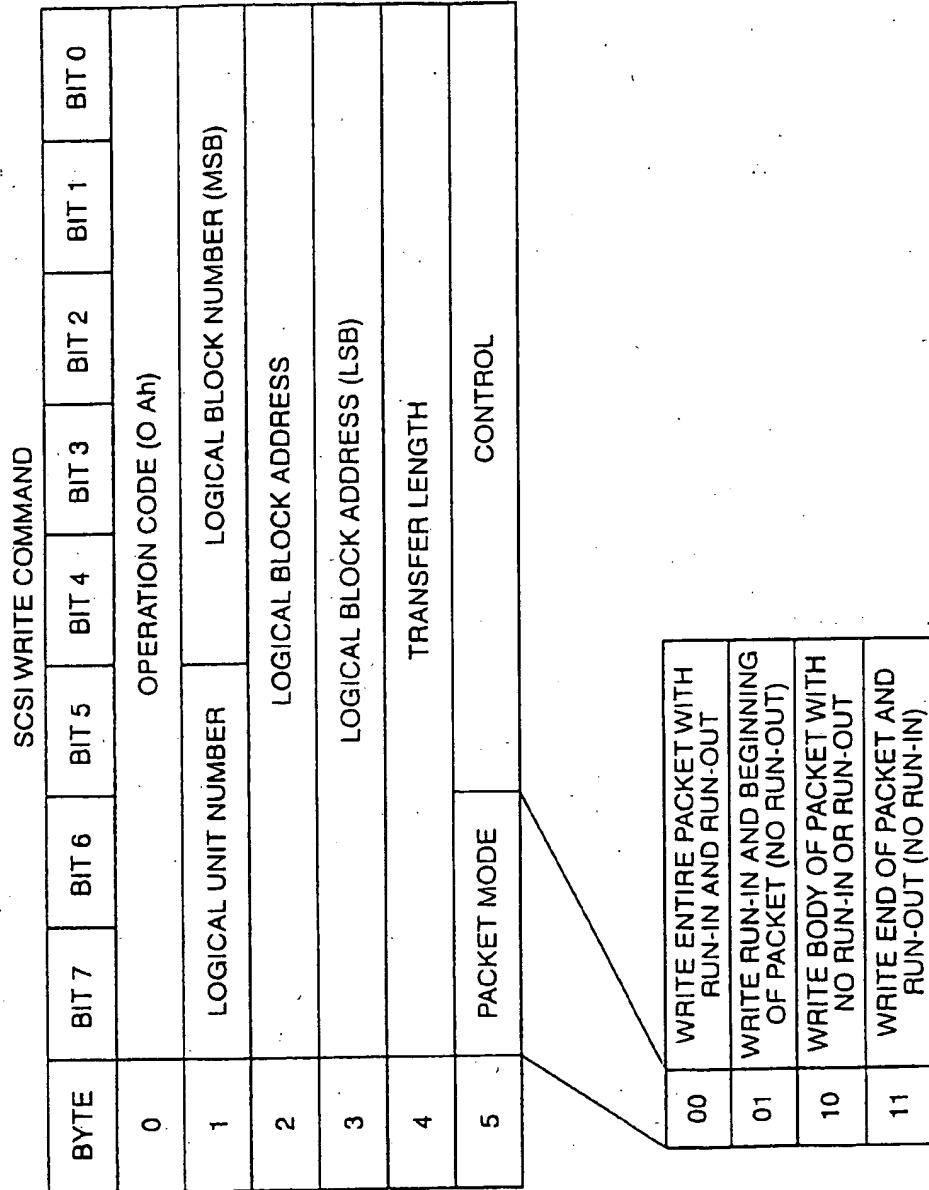 SCSI WRITE COMMAND
BYTE BIT 7 BIT 6 BIT 5 BIT 4 BIT 3 BIT 2 BIT 1 BIT 0
0 OPERATION CODE (O Ah)
1 LOGICAL UNIT NUMBER LOGICAL BLOCK NUMBER (MSB)
2 LOGICAL BLOCK ADDRESS
3 LOGICAL BLOCK ADDRESS (LSB)
4 TRANSFER LENGTH
5 PACKET MODE CONTROL
00 WRITE ENTIRE PACKET WITH
RUN-IN AND RUN-OUT
01 WRITE RUN-IN AND BEGINNING
OF PACKET (NO RUN-OUT)
10 WRITE BODY OF PACKET WITH
NO RUN-IN OR RUN-OUT
11 WRITE END OF PACKET AND
RUN-OUT (NO RUN-IN)